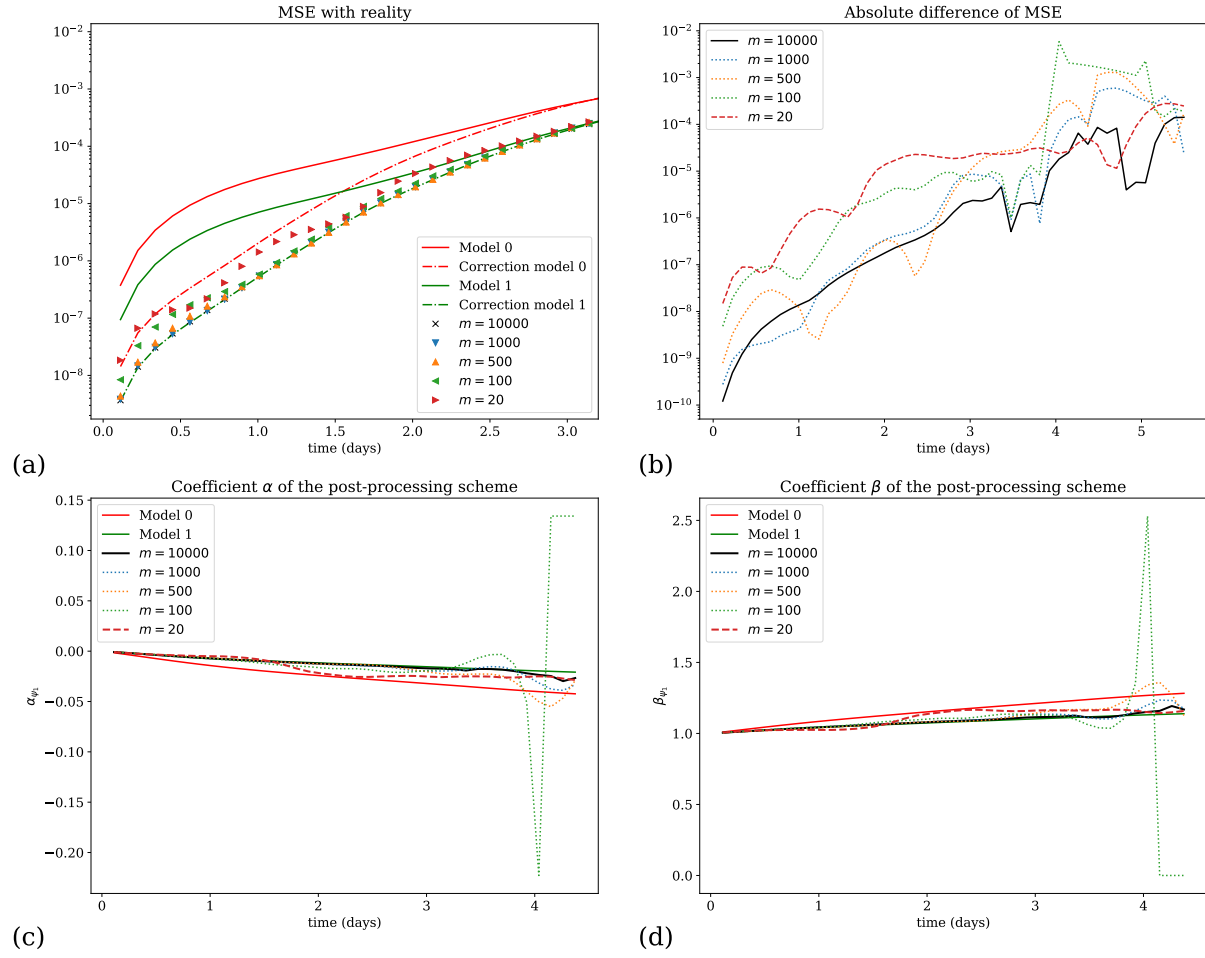 MSE with reality
10⁻²
10⁻³
10⁻⁴
10⁻⁵
10⁻⁶
10⁻⁷
10⁻⁸
Model 0
Correction model 0
Model 1
Correction model 1
m = 10000
m = 1000
m = 500
m = 100
m = 20
0.0 0.5 1.0 1.5 2.0 2.5 3.0
time (days)
(a)
Absolute difference of MSE
10⁻²
10⁻³
10⁻⁴
10⁻⁵
10⁻⁶
10⁻⁷
10⁻⁸
10⁻⁹
10⁻¹⁰
m = 10000
m = 1000
m = 500
m = 100
m = 20
0 1 2 3 4 5
time (days)
(b)
Coefficient α of the post-processing scheme
0.15
0.10
0.05
0.00
−0.05
−0.10
−0.15
−0.20
α_ψ₁
Model 0
Model 1
m = 10000
m = 1000
m = 500
m = 100
m = 20
0 1 2 3 4
time (days)
(c)
Coefficient β of the post-processing scheme
2.5
2.0
1.5
1.0
0.5
0.0
β_ψ₁
Model 0
Model 1
m = 10000
m = 1000
m = 500
m = 100
m = 20
0 1 2 3 4
time (days)
(d)